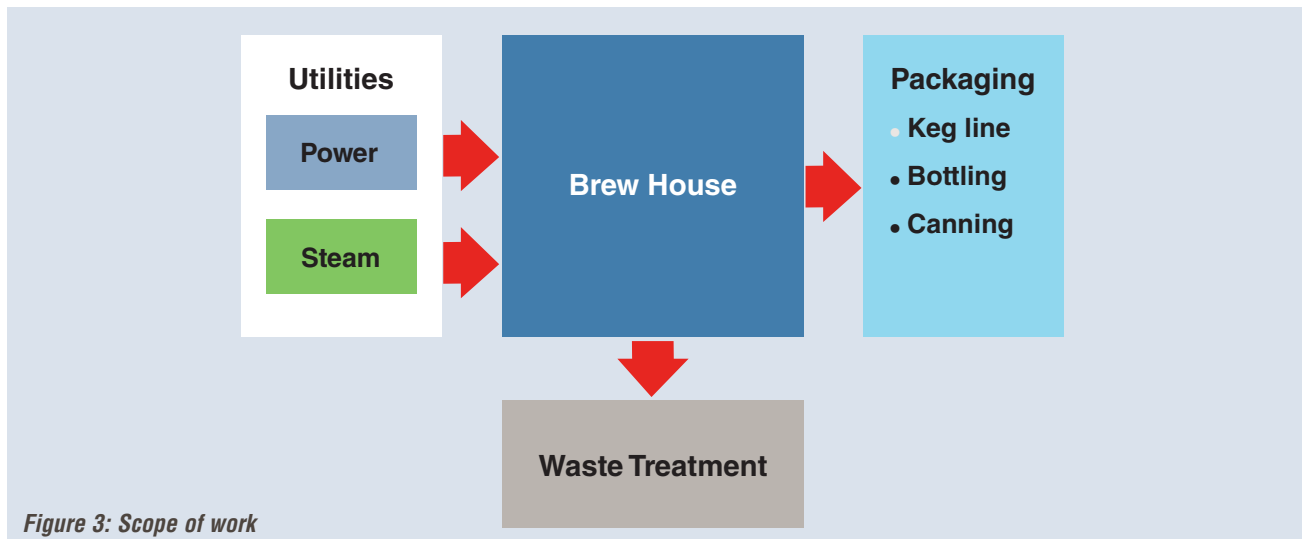 Utilities
Power
Steam
Brew House
Packaging
• Keg line
• Bottling
• Canning
Waste Treatment
Figure 3: Scope of work